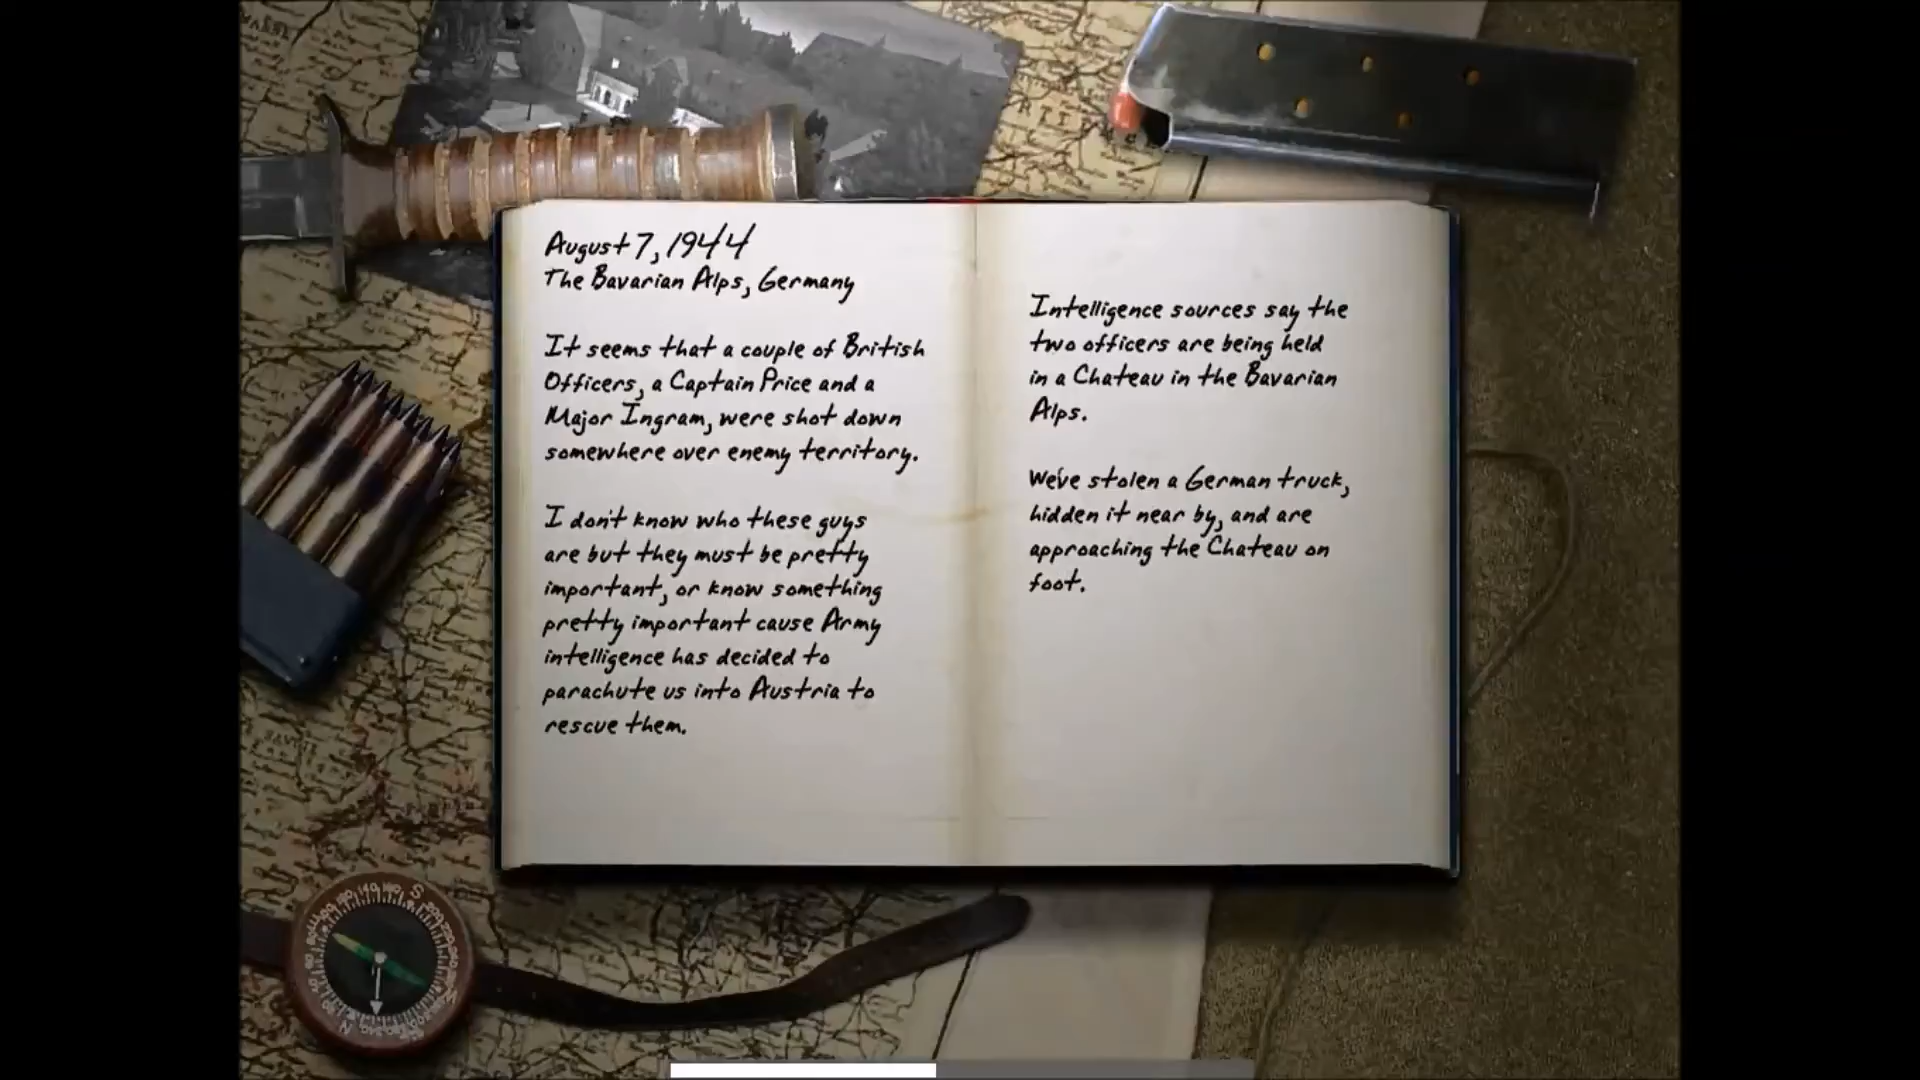 August 7, 1944
The Bavarian Alps, Germany
It seems that a couple of British
Officers, a Captain Price and a
Major Ingram, were shot down
somewhere over enemy territory.
I don't know who these guys
are but they must be pretty
important, or know something
pretty important cause Army
intelligence has decided to
parachute us into Austria to
rescue them.
Intelligence sources say the
two officers are being held
in a Chateau in the Bavarian
Alps.
We've stolen a German truck,
hidden it near by, and are
approaching the Chateau on
foot.